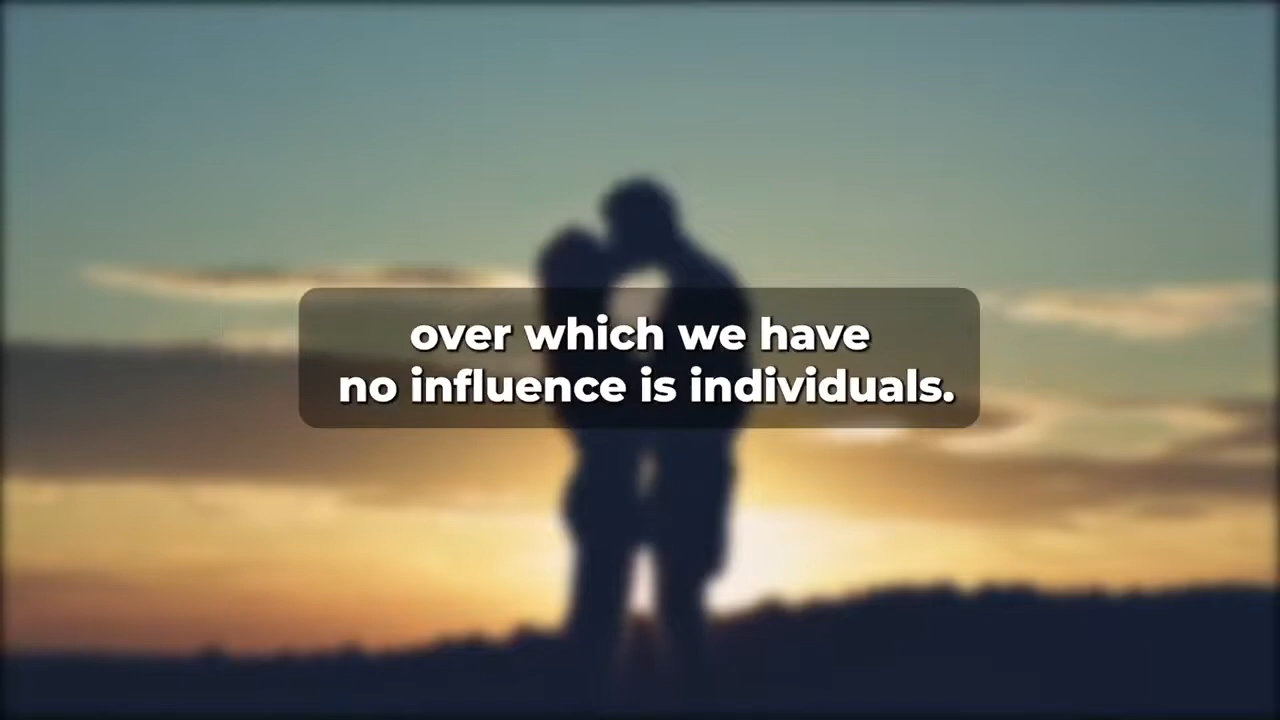 over which we have
no influence is individuals.